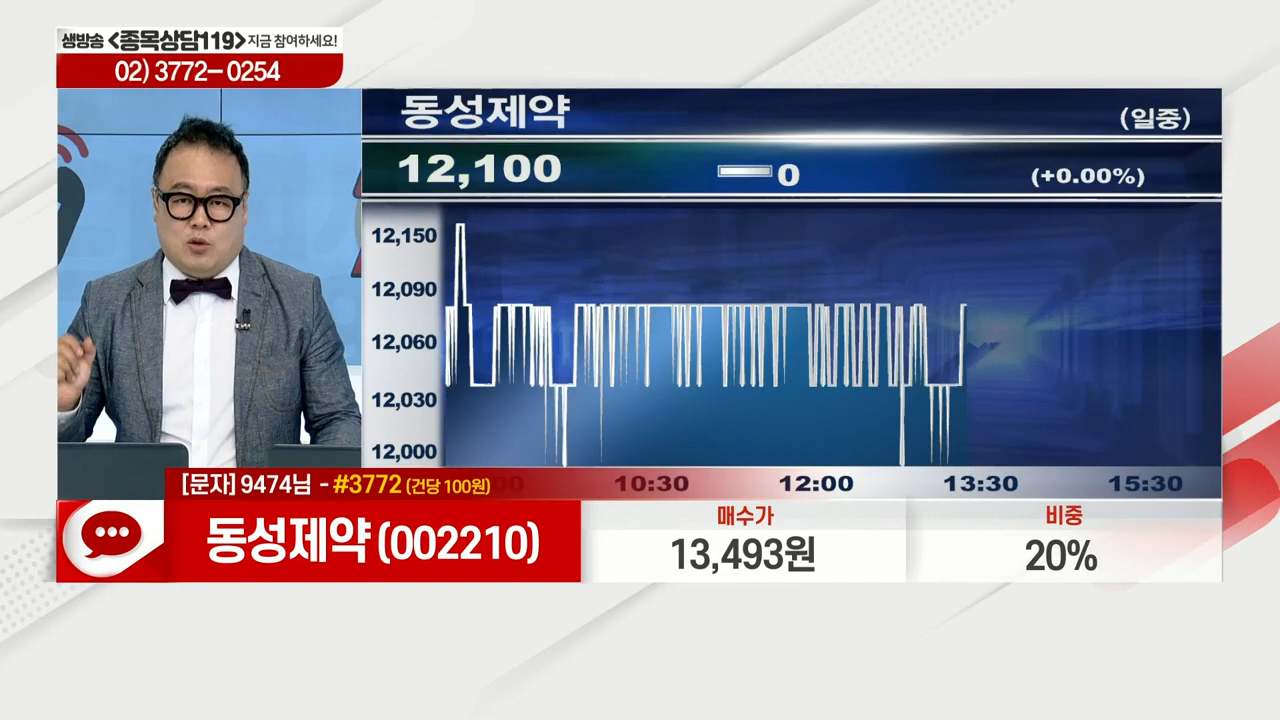 생방송 <종목상담119> 지금 참여하세요!
02) 3772-0254
동성제약
(일중)
12,100
0
(+0.00%)
12,150
12,090
12,060
12,030
12,000
10:30
12:00
13:30
15:30
[문자] 9474님 - #3772 (건당 100원)
동성제약 (002210)
매수가
13,493원
비중
20%